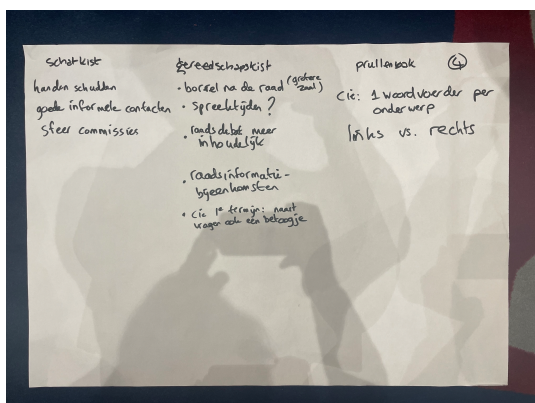 schatkist
handen schudden
goede informele contacten
sfeer commissies
gereedschapskist
• borrel na de raad (grotere zaal)
• spreektijden?
• raadsdebat meer
inhoudelijk
• raadsinformatie-
bijeenkomsten
• cie 1e termijn: naast
vragen ook een betoogje
prullenbak
4
Cie: 1 woordvoerder per
onderwerp
links vs. rechts